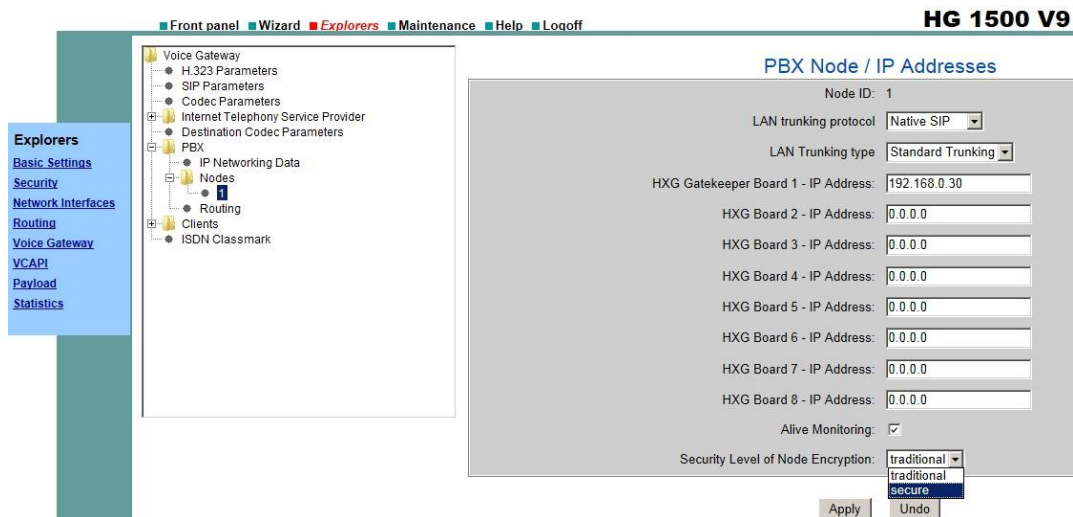 Front panel Wizard Explorers Maintenance Help Logoff
HG 1500 V9
Explorers
Basic Settings
Security
Network Interfaces
Routing
Voice Gateway
VCAPI
Payload
Statistics
Voice Gateway
H.323 Parameters
SIP Parameters
Codec Parameters
Internet Telephony Service Provider
Destination Codec Parameters
PBX
IP Networking Data
Nodes
1
Routing
Clients
ISDN Classmark
PBX Node / IP Addresses
Node ID: 1
LAN trunking protocol Native SIP
LAN Trunking type Standard Trunking
HXG Gatekeeper Board 1 - IP Address: 192.168.0.30
HXG Board 2 - IP Address: 0.0.0.0
HXG Board 3 - IP Address: 0.0.0.0
HXG Board 4 - IP Address: 0.0.0.0
HXG Board 5 - IP Address: 0.0.0.0
HXG Board 6 - IP Address: 0.0.0.0
HXG Board 7 - IP Address: 0.0.0.0
HXG Board 8 - IP Address: 0.0.0.0
Alive Monitoring:
Security Level of Node Encryption: traditional
traditional
secure
Apply Undo